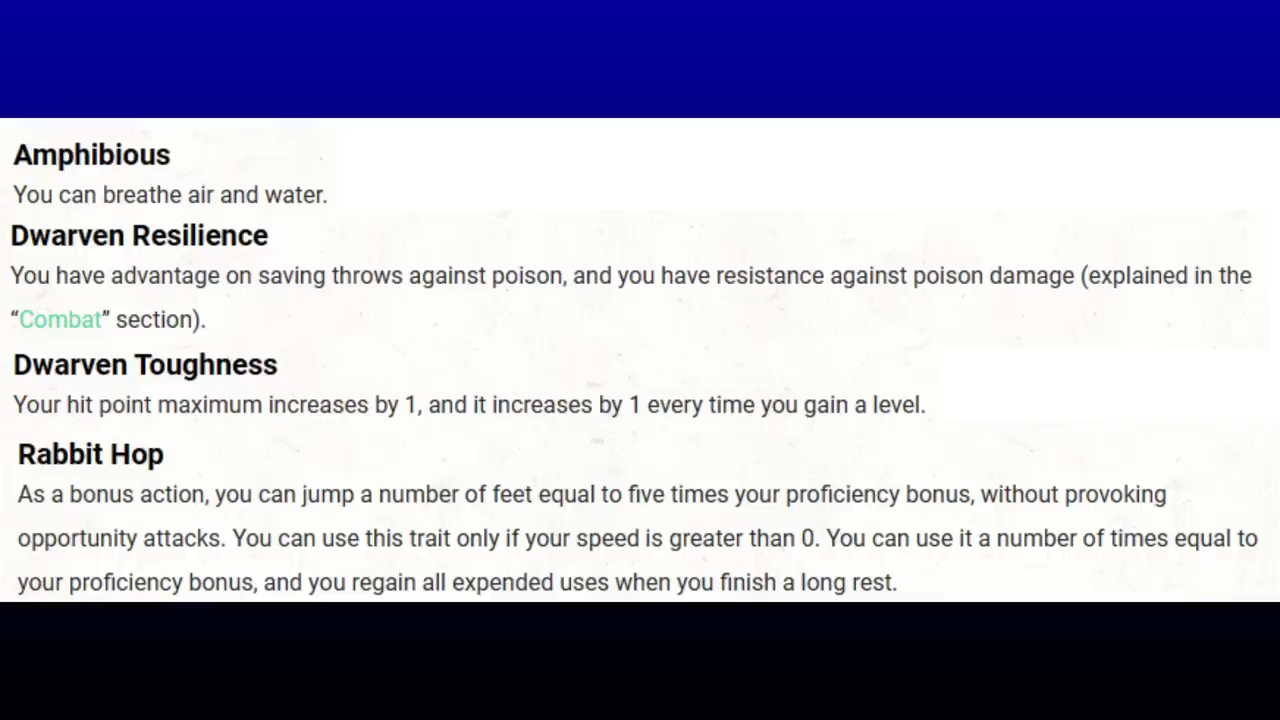 Amphibious
You can breathe air and water.
Dwarven Resilience
You have advantage on saving throws against poison, and you have resistance against poison damage (explained in the
“Combat” section).
Dwarven Toughness
Your hit point maximum increases by 1, and it increases by 1 every time you gain a level.
Rabbit Hop
As a bonus action, you can jump a number of feet equal to five times your proficiency bonus, without provoking
opportunity attacks. You can use this trait only if your speed is greater than 0. You can use it a number of times equal to
your proficiency bonus, and you regain all expended uses when you finish a long rest.